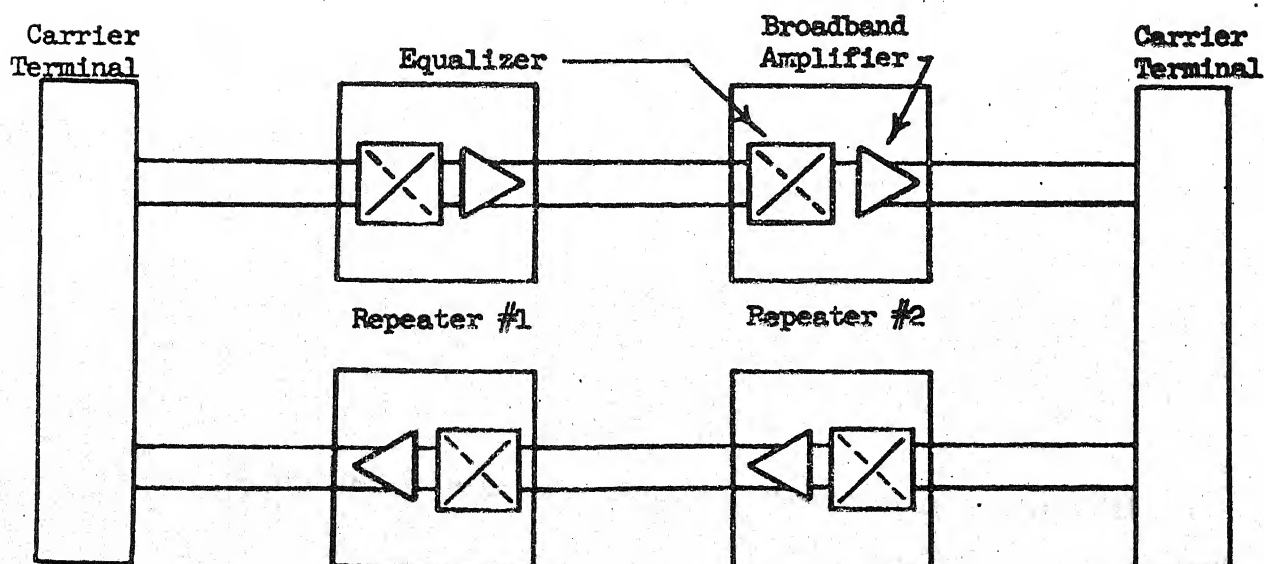 Carrier
Terminal
Equalizer
Broadband
Amplifier
Carrier
Terminal
Repeater #1
Repeater #2